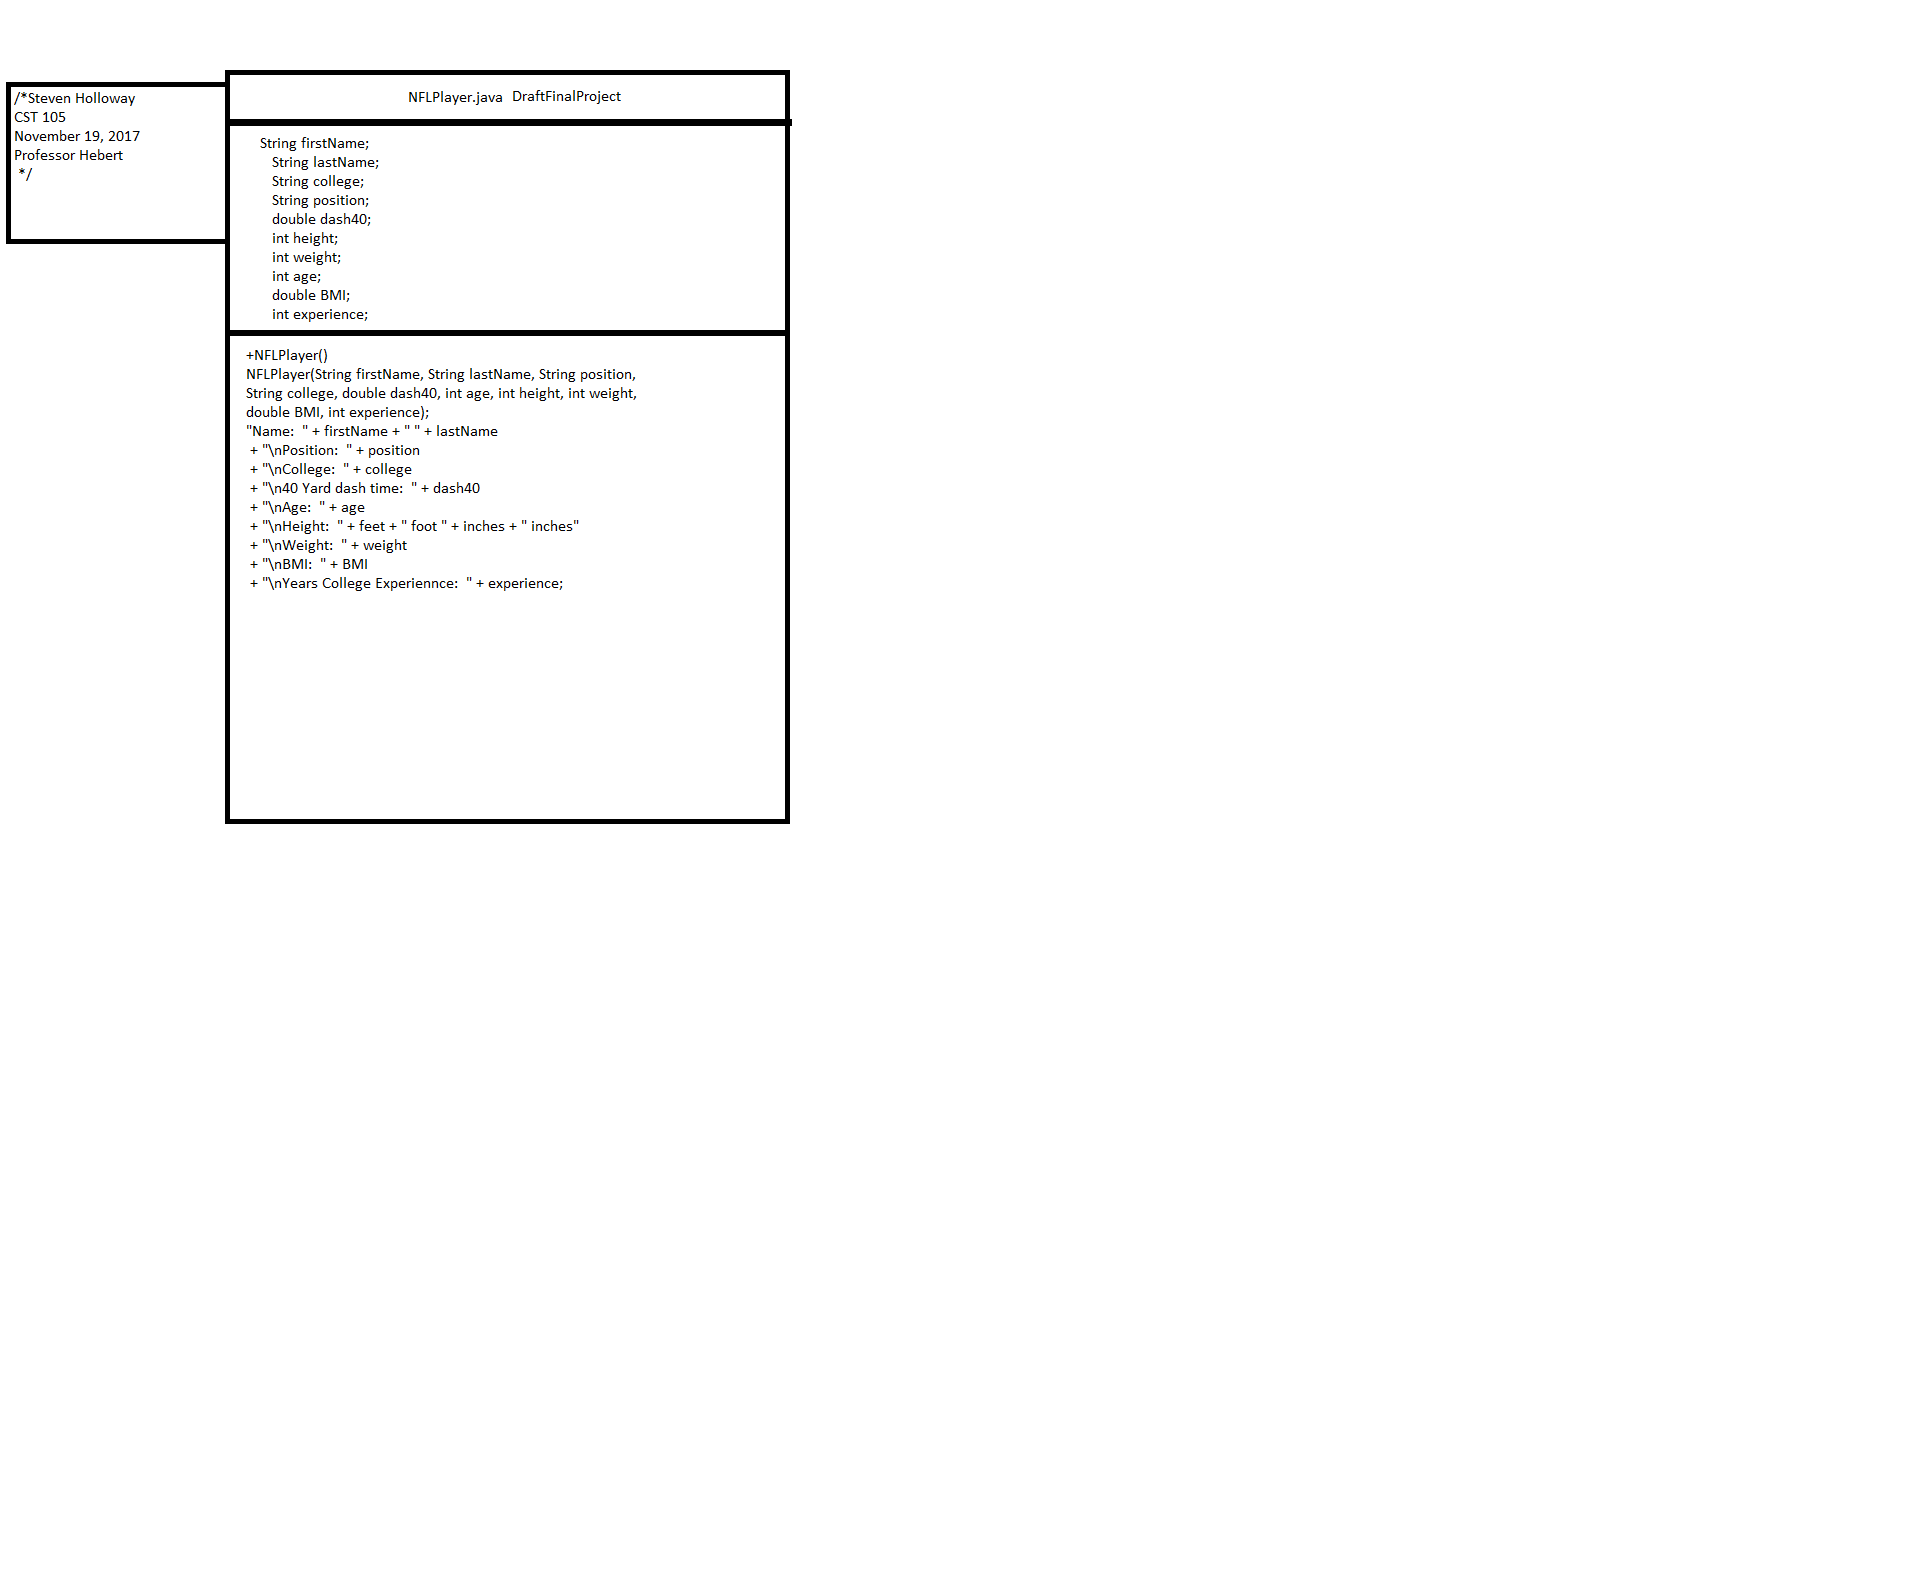 /*Steven Holloway
CST 105
November 19, 2017
Professor Hebert
*/
NFLPlayer.java DraftFinalProject
String firstName;
String lastName;
String college;
String position;
double dash40;
int height;
int weight;
int age;
double BMI;
int experience;
+NFLPlayer()
NFLPlayer(String firstName, String lastName, String position,
String college, double dash40, int age, int height, int weight,
double BMI, int experience);
"Name:  " + firstName + " " + lastName
+ "\nPosition:  " + position
+ "\nCollege:  " + college
+ "\n40 Yard dash time:  " + dash40
+ "\nAge:  " + age
+ "\nHeight:  " + feet + " foot " + inches + " inches"
+ "\nWeight:  " + weight
+ "\nBMI:  " + BMI
+ "\nYears College Experiennce:  " + experience;